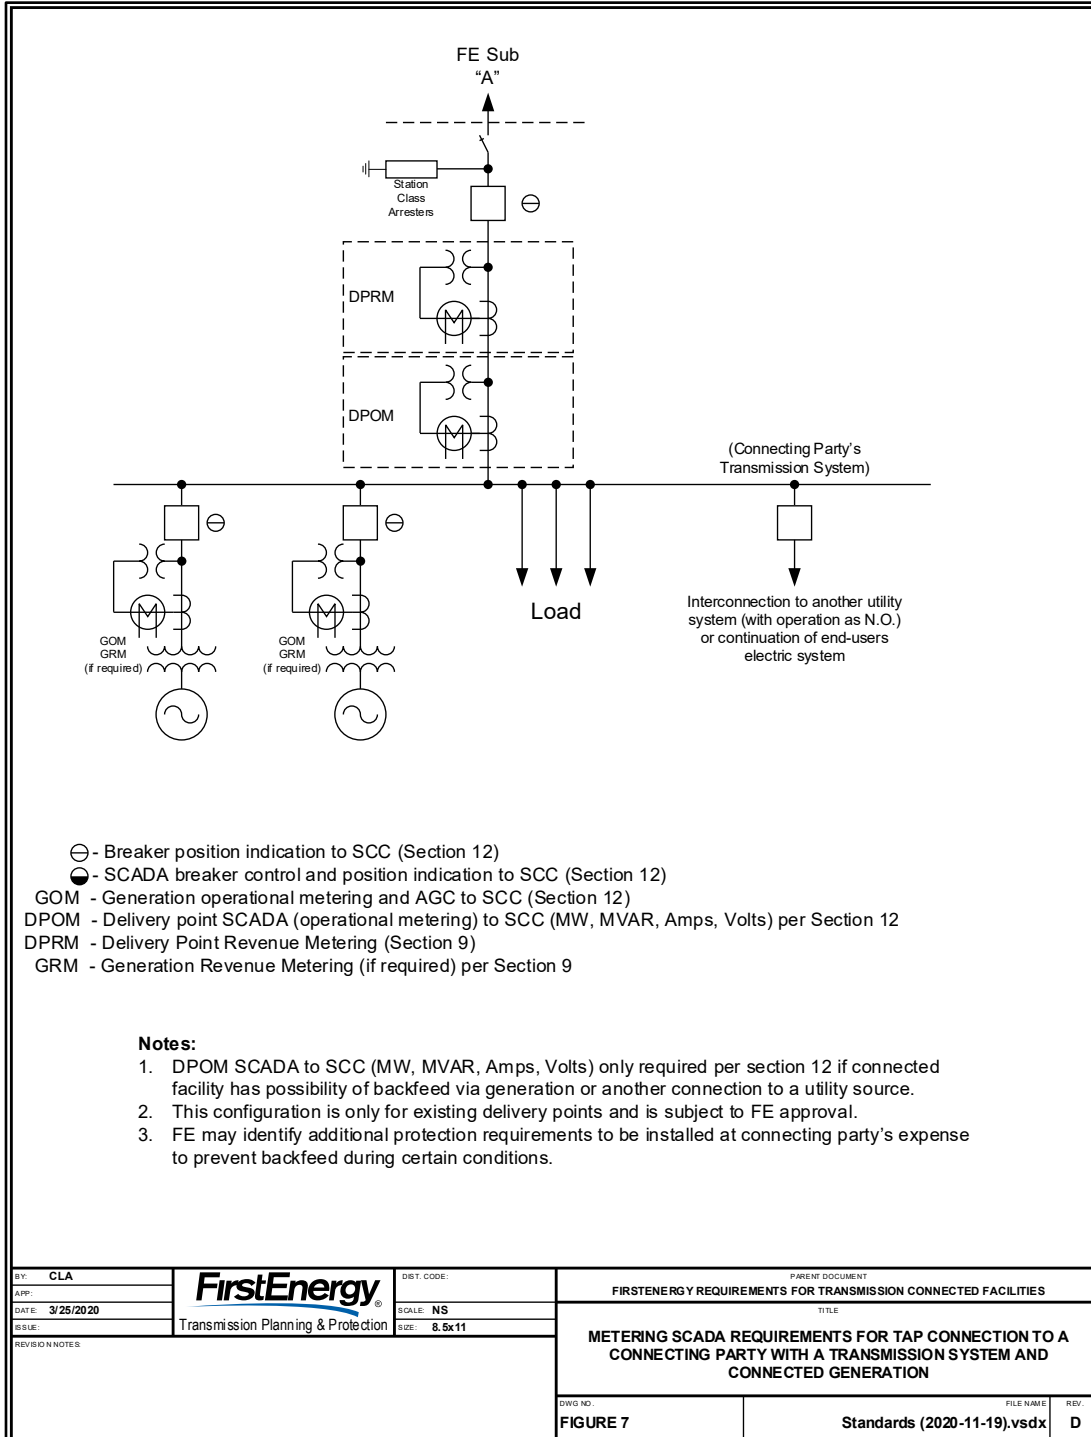 FE Sub
“A”
Station
Class
Arresters
DPRM
DPOM
(Connecting Party's
Transmission System)
GOM
GRM
(if required)
GOM
GRM
(if required)
Load
Interconnection to another utility
system (with operation as N.O.)
or continuation of end-users
electric system
- Breaker position indication to SCC (Section 12)
- SCADA breaker control and position indication to SCC (Section 12)
GOM - Generation operational metering and AGC to SCC (Section 12)
DPOM - Delivery point SCADA (operational metering) to SCC (MW, MVAR, Amps, Volts) per Section 12
DPRM - Delivery Point Revenue Metering (Section 9)
GRM - Generation Revenue Metering (if required) per Section 9
Notes:
1. DPOM SCADA to SCC (MW, MVAR, Amps, Volts) only required per section 12 if connected
facility has possibility of backfeed via generation or another connection to a utility source.
2. This configuration is only for existing delivery points and is subject to FE approval.
3. FE may identify additional protection requirements to be installed at connecting party's expense
to prevent backfeed during certain conditions.
BY: CLA
APP:
DATE: 3/25/2020
ISSUE:
REVISION NOTES:
FirstEnergy®
Transmission Planning & Protection
DIST. CODE:
SCALE: NS
SIZE: 8.5x11
PARENT DOCUMENT
FIRSTENERGY REQUIREMENTS FOR TRANSMISSION CONNECTED FACILITIES
TITLE
METERING SCADA REQUIREMENTS FOR TAP CONNECTION TO A
CONNECTING PARTY WITH A TRANSMISSION SYSTEM AND
CONNECTED GENERATION
DWG NO.
FIGURE 7
FILE NAME
Standards (2020-11-19).vsdx
REV.
D